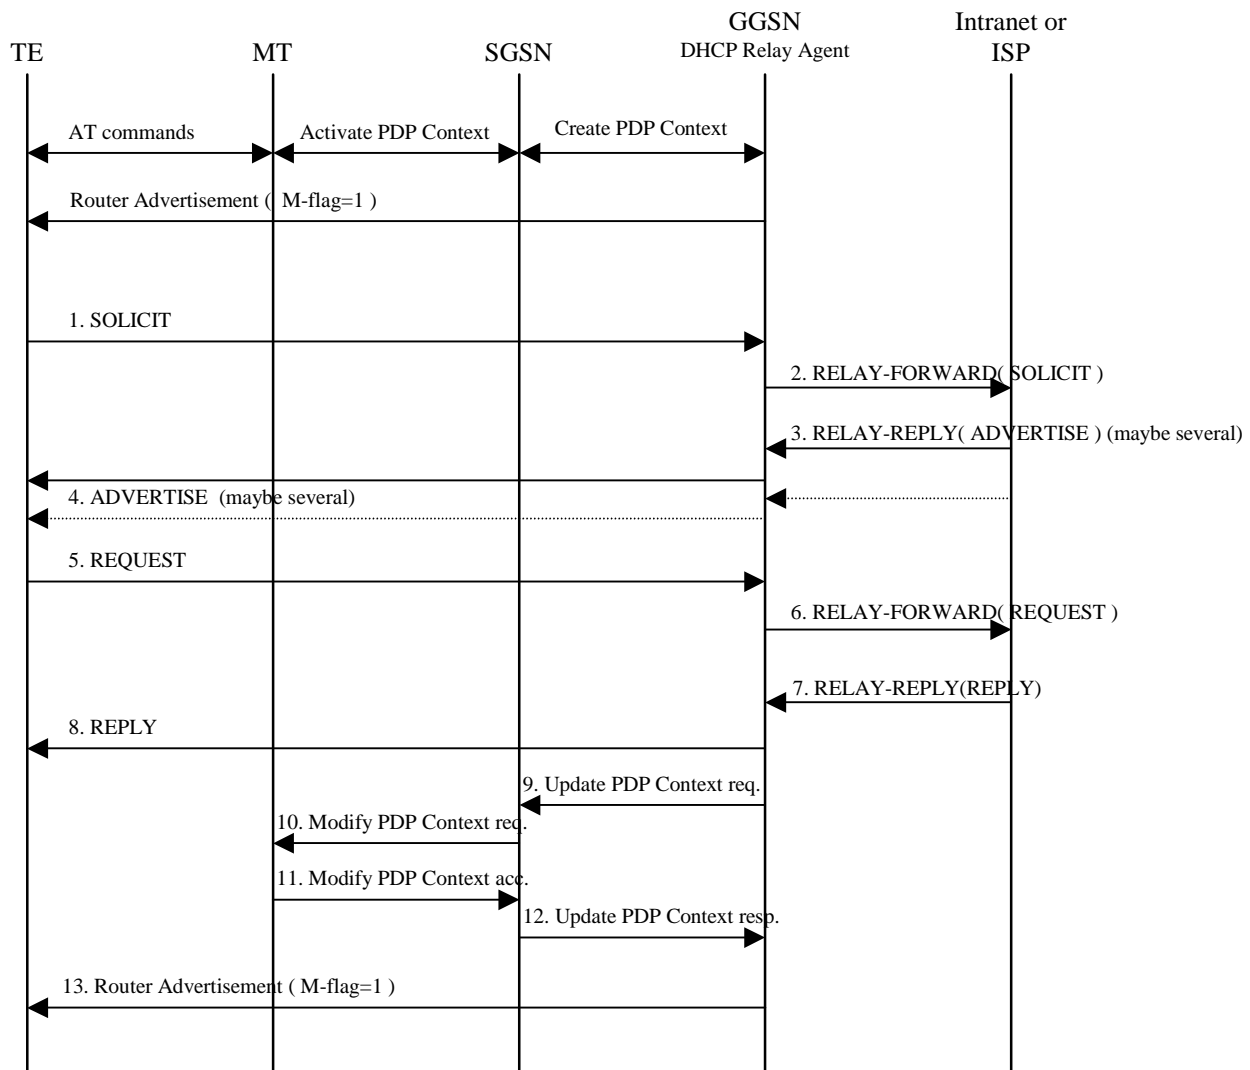 GGSN
Intranet or
TE
MT
SGSN
DHCP Relay Agent
ISP
AT commands
Activate PDP Context
Create PDP Context
Router Advertisement ( M-flag=1 )
1. SOLICIT
2. RELAY-FORWARD( SOLICIT )
3. RELAY-REPLY( ADVERTISE ) (maybe several)
4. ADVERTISE (maybe several)
5. REQUEST
6. RELAY-FORWARD( REQUEST )
7. RELAY-REPLY(REPLY)
8. REPLY
9. Update PDP Context req.
10. Modify PDP Context req.
11. Modify PDP Context acc.
12. Update PDP Context resp.
13. Router Advertisement ( M-flag=1 )